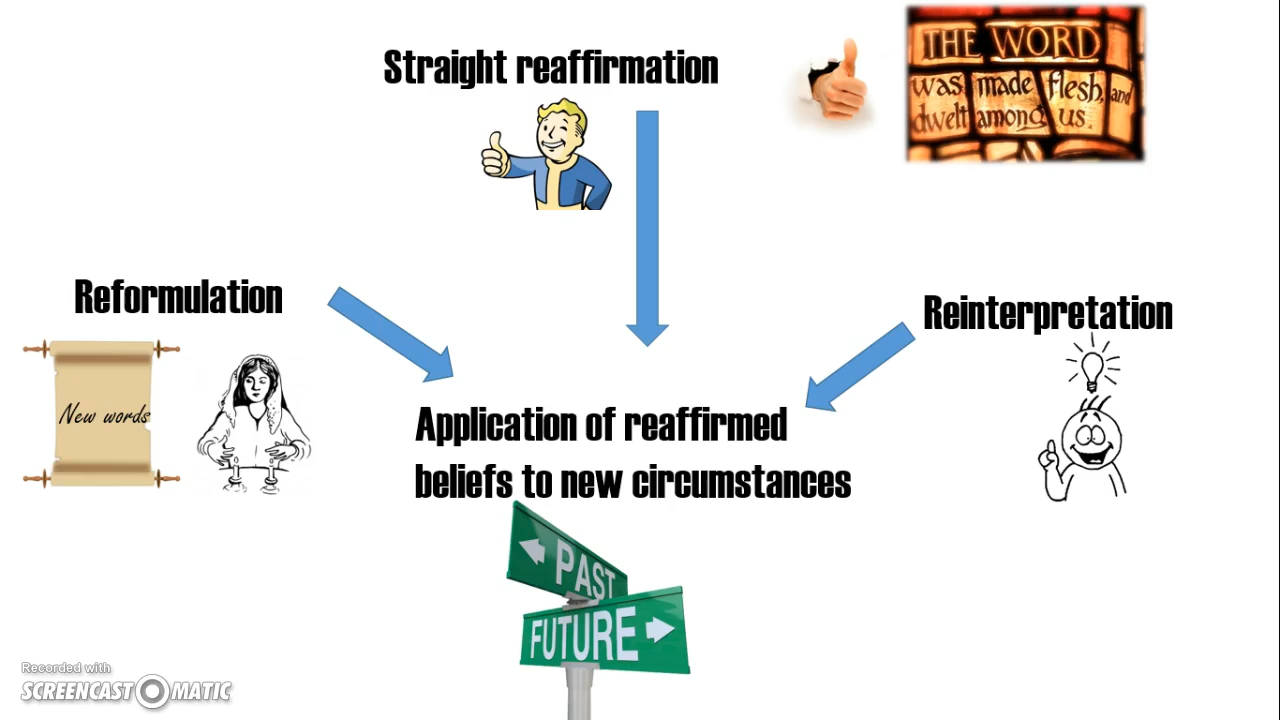 Straight reaffirmation
THE WORD
was made flesh, and
dwelt among us.
Reformulation
Reinterpretation
New words
Application of reaffirmed
beliefs to new circumstances
PAST
FUTURE
Recorded with
SCREENCAST MATIC